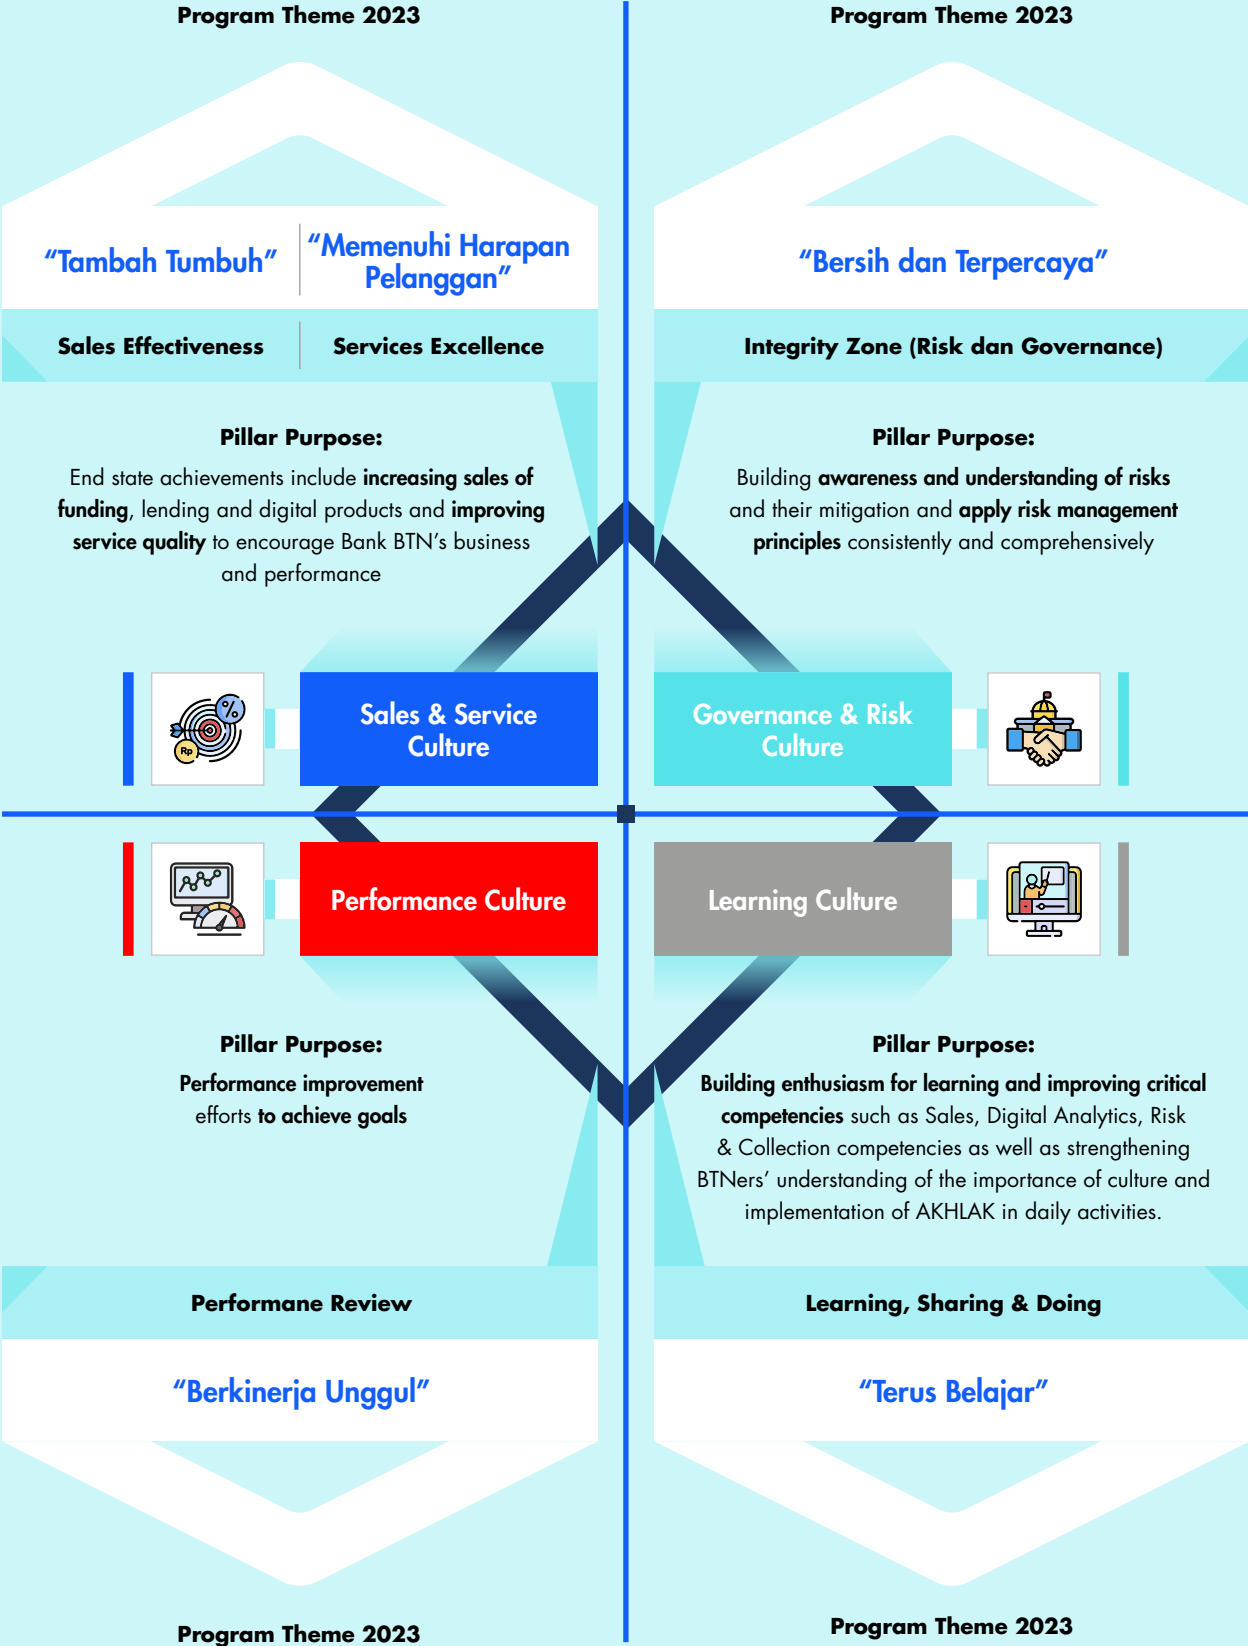 Program Theme 2023
“Tambah Tumbuh”
“Memenuhi Harapan
Pelanggan”
Sales Effectiveness
Services Excellence
Pillar Purpose:
End state achievements include increasing sales of
funding, lending and digital products and improving
service quality to encourage Bank BTN’s business
and performance
Rp
%
Sales & Service
Culture
Program Theme 2023
“Bersih dan Terpercaya”
Integrity Zone (Risk dan Governance)
Pillar Purpose:
Building awareness and understanding of risks
and their mitigation and apply risk management
principles consistently and comprehensively
Governance & Risk
Culture
Performance Culture
Pillar Purpose:
Performance improvement
efforts to achieve goals
Performane Review
“Berkinerja Unggul”
Program Theme 2023
Learning Culture
Pillar Purpose:
Building enthusiasm for learning and improving critical
competencies such as Sales, Digital Analytics, Risk
& Collection competencies as well as strengthening
BTNers’ understanding of the importance of culture and
implementation of AKHLAK in daily activities.
Learning, Sharing & Doing
“Terus Belajar”
Program Theme 2023